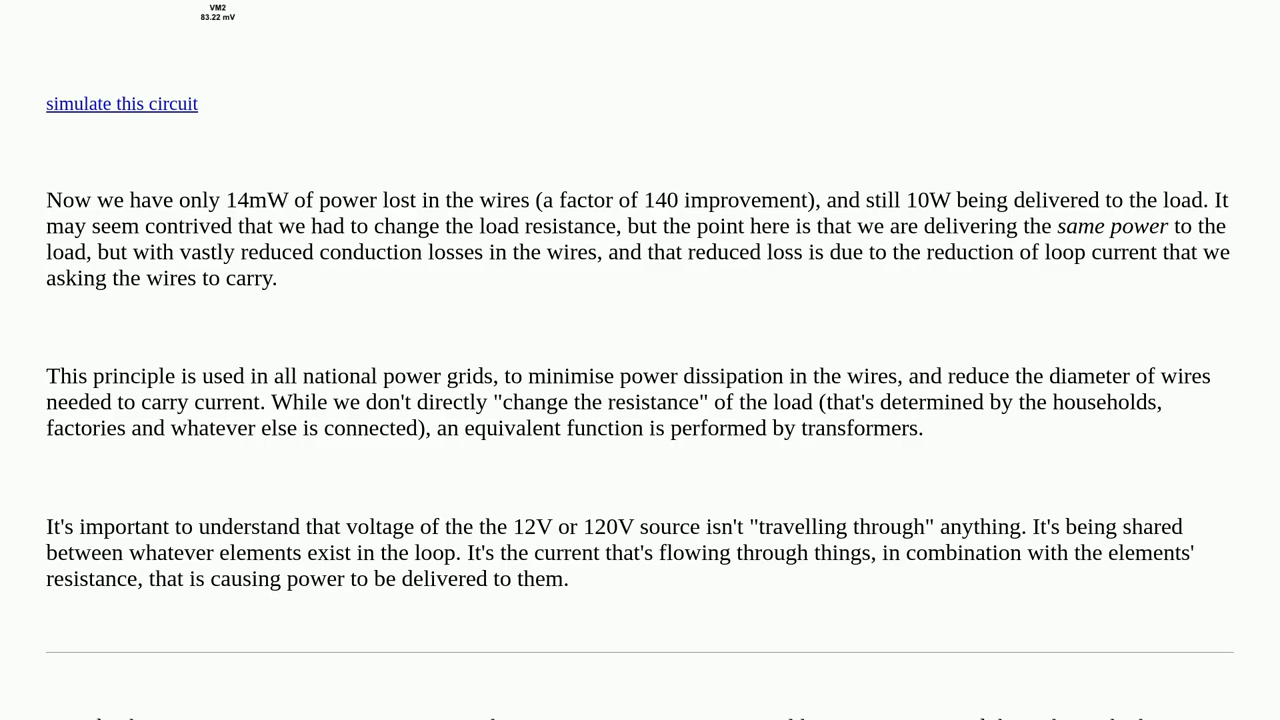 VM2
83.22 mV
simulate this circuit
Now we have only 14mW of power lost in the wires (a factor of 140 improvement), and still 10W being delivered to the load. It
may seem contrived that we had to change the load resistance, but the point here is that we are delivering the same power to the
load, but with vastly reduced conduction losses in the wires, and that reduced loss is due to the reduction of loop current that we
asking the wires to carry.
This principle is used in all national power grids, to minimise power dissipation in the wires, and reduce the diameter of wires
needed to carry current. While we don't directly "change the resistance" of the load (that's determined by the households,
factories and whatever else is connected), an equivalent function is performed by transformers.
It's important to understand that voltage of the the 12V or 120V source isn't "travelling through" anything. It's being shared
between whatever elements exist in the loop. It's the current that's flowing through things, in combination with the elements'
resistance, that is causing power to be delivered to them.